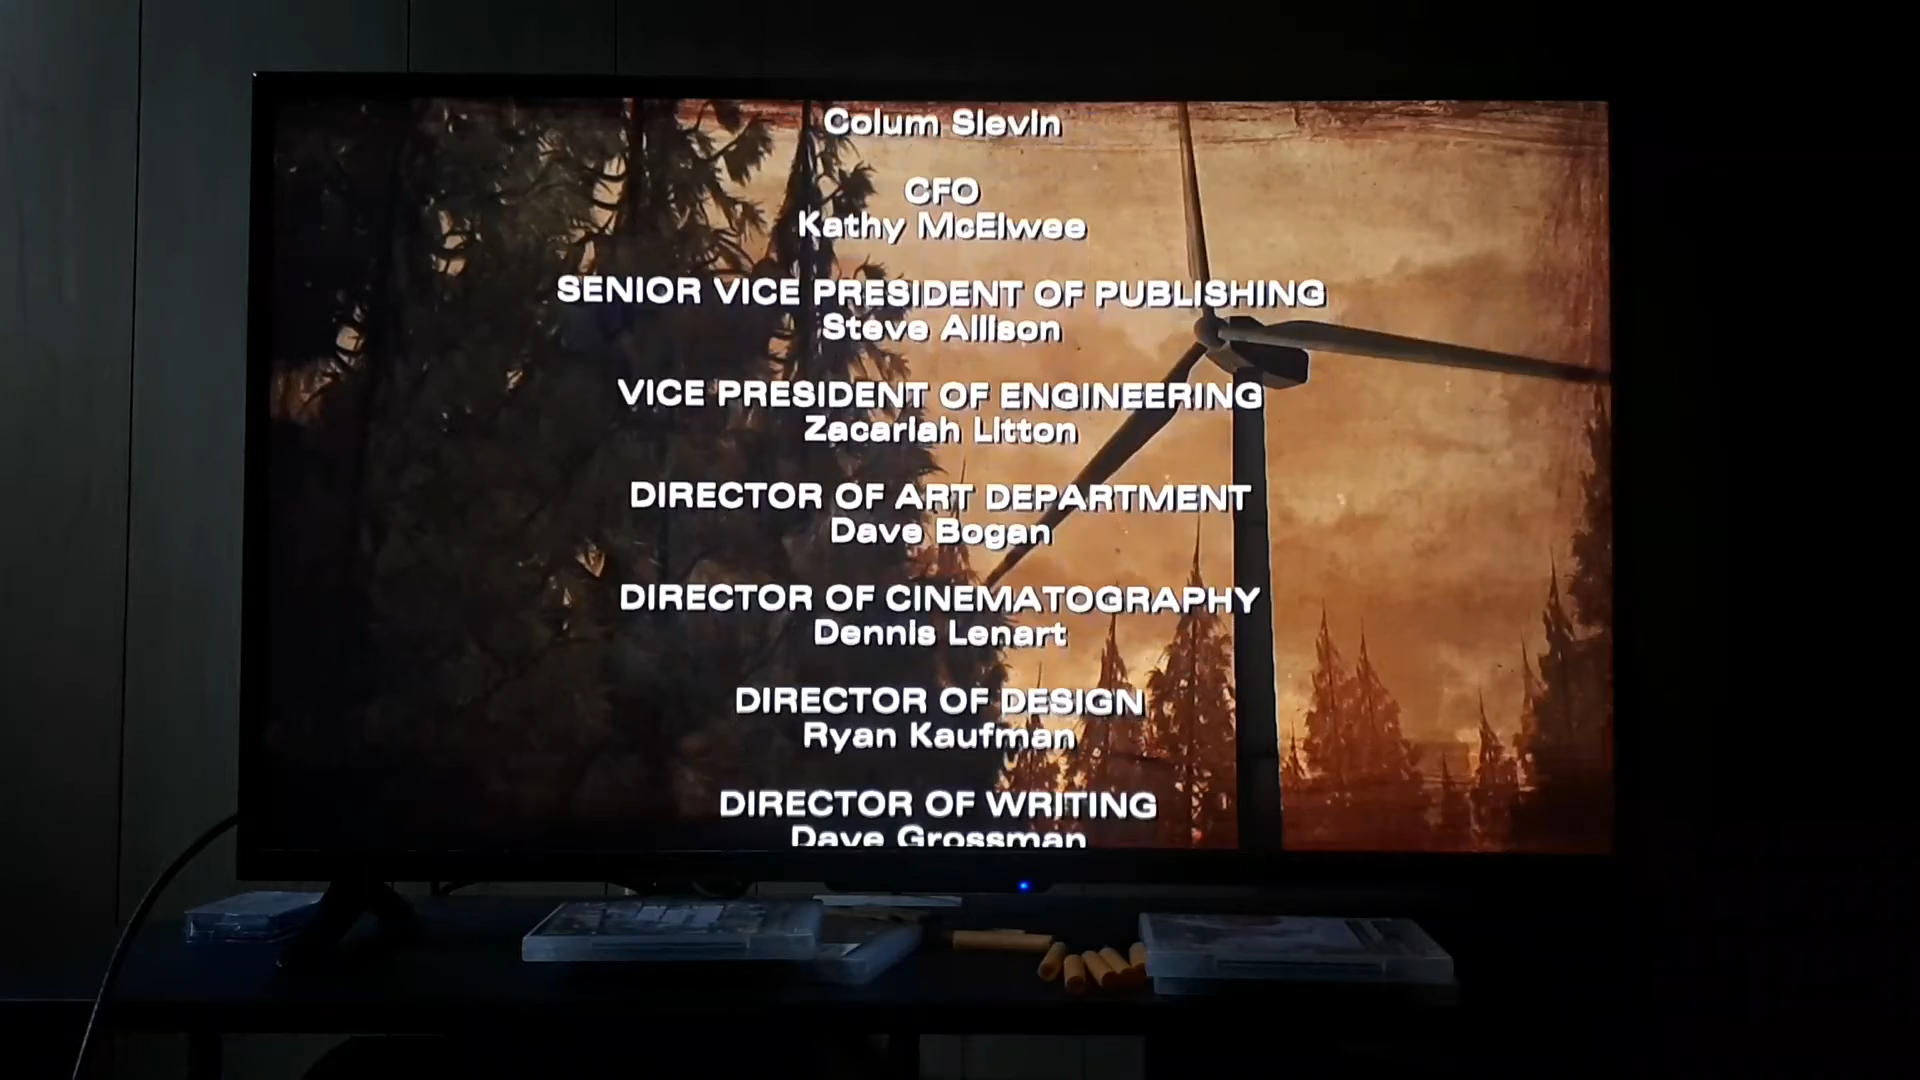 Colum Slevin
CFO
Kathy McElwee
SENIOR VICE PRESIDENT OF PUBLISHING
Steve Allison
VICE PRESIDENT OF ENGINEERING
Zacariah Litton
DIRECTOR OF ART DEPARTMENT
Dave Bogan
DIRECTOR OF CINEMATOGRAPHY
Dennis Lenart
DIRECTOR OF DESIGN
Ryan Kaufman
DIRECTOR OF WRITING
Dave Grossman